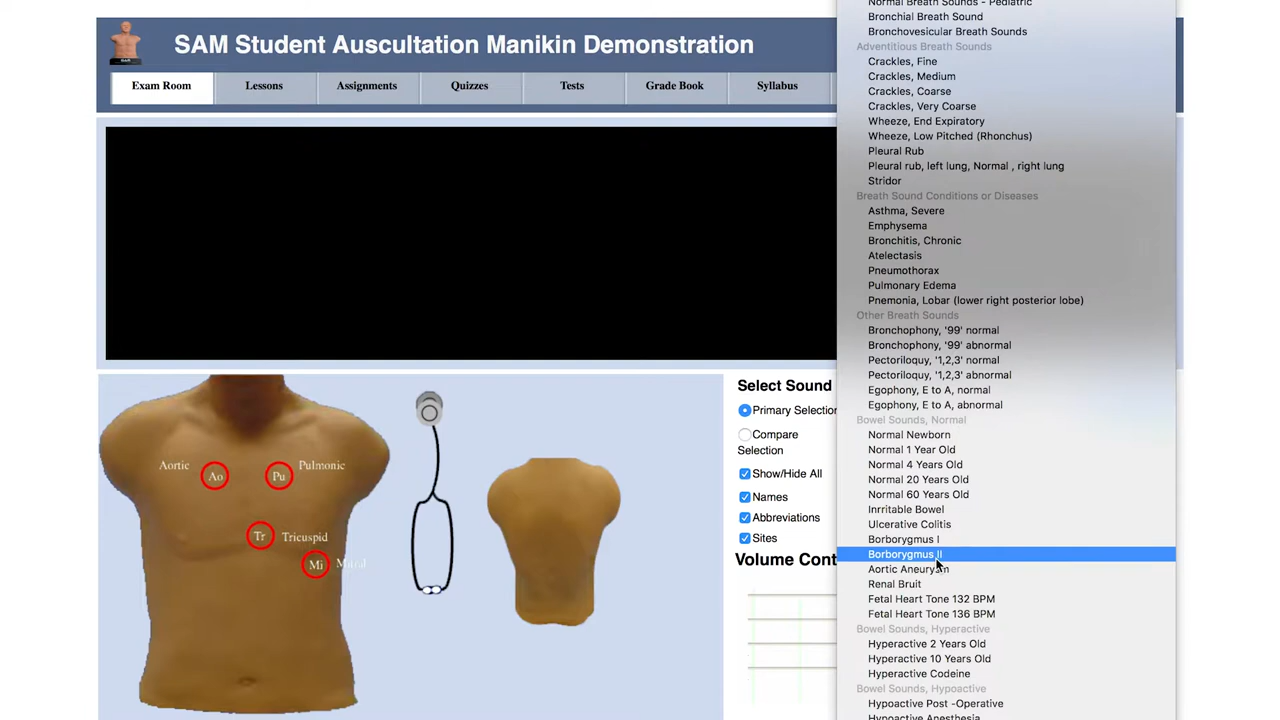 SAM Student Auscultation Manikin Demonstration
Exam Room
Lessons
Assignments
Quizzes
Tests
Grade Book
Syllabus
Aortic
Ao
Pu
Pulmonic
Tr
Tricuspid
Mi
Mitral
Select Sound
Primary Selection
Compare
Selection
Show/Hide All
Names
Abbreviations
Sites
Volume Cont
Normal Breath Sounds - Pediatric
Bronchial Breath Sound
Bronchovesicular Breath Sounds
Adventitious Breath Sounds
Crackles, Fine
Crackles, Medium
Crackles, Coarse
Crackles, Very Coarse
Wheeze, End Expiratory
Wheeze, Low Pitched (Rhonchus)
Pleural Rub
Pleural rub, left lung, Normal , right lung
Stridor
Breath Sound Conditions or Diseases
Asthma, Severe
Emphysema
Bronchitis, Chronic
Atelectasis
Pneumothorax
Pulmonary Edema
Pnemonia, Lobar (lower right posterior lobe)
Other Breath Sounds
Bronchophony, '99' normal
Bronchophony, '99' abnormal
Pectoriloquy, '1,2,3' normal
Pectoriloquy, '1,2,3' abnormal
Egophony, E to A, normal
Egophony, E to A, abnormal
Bowel Sounds, Normal
Normal Newborn
Normal 1 Year Old
Normal 4 Years Old
Normal 20 Years Old
Normal 60 Years Old
Inrritable Bowel
Ulcerative Colitis
Borborygmus I
Borborygmus II
Aortic Aneurysm
Renal Bruit
Fetal Heart Tone 132 BPM
Fetal Heart Tone 136 BPM
Bowel Sounds, Hyperactive
Hyperactive 2 Years Old
Hyperactive 10 Years Old
Hyperactive Codeine
Bowel Sounds, Hypoactive
Hypoactive Post -Operative
Hypoactive Anesthesia